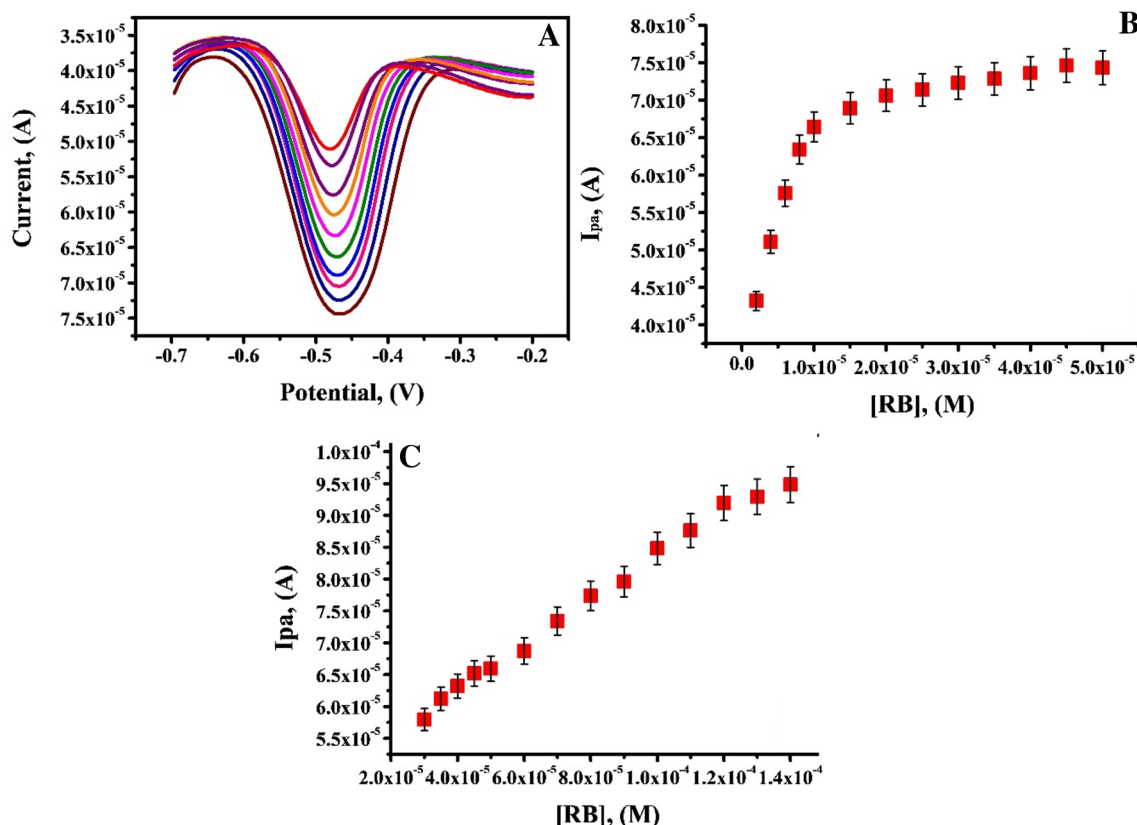 A
3.5x10⁻⁵
4.0x10⁻⁵
4.5x10⁻⁵
5.0x10⁻⁵
5.5x10⁻⁵
6.0x10⁻⁵
6.5x10⁻⁵
7.0x10⁻⁵
7.5x10⁻⁵
Current, (A)
-0.7 -0.6 -0.5 -0.4 -0.3 -0.2
Potential, (V)
B
8.0x10⁻⁵
7.5x10⁻⁵
7.0x10⁻⁵
6.5x10⁻⁵
6.0x10⁻⁵
5.5x10⁻⁵
5.0x10⁻⁵
4.5x10⁻⁵
4.0x10⁻⁵
Iₚₐ, (A)
0.0 1.0x10⁻⁵ 2.0x10⁻⁵ 3.0x10⁻⁵ 4.0x10⁻⁵ 5.0x10⁻⁵
[RB], (M)
C
1.0x10⁻⁴
9.5x10⁻⁵
9.0x10⁻⁵
8.5x10⁻⁵
8.0x10⁻⁵
7.5x10⁻⁵
7.0x10⁻⁵
6.5x10⁻⁵
6.0x10⁻⁵
5.5x10⁻⁵
Ipa, (A)
2.0x10⁻⁵ 4.0x10⁻⁵ 6.0x10⁻⁵ 8.0x10⁻⁵ 1.0x10⁻⁴ 1.2x10⁻⁴ 1.4x10⁻⁴
[RB], (M)